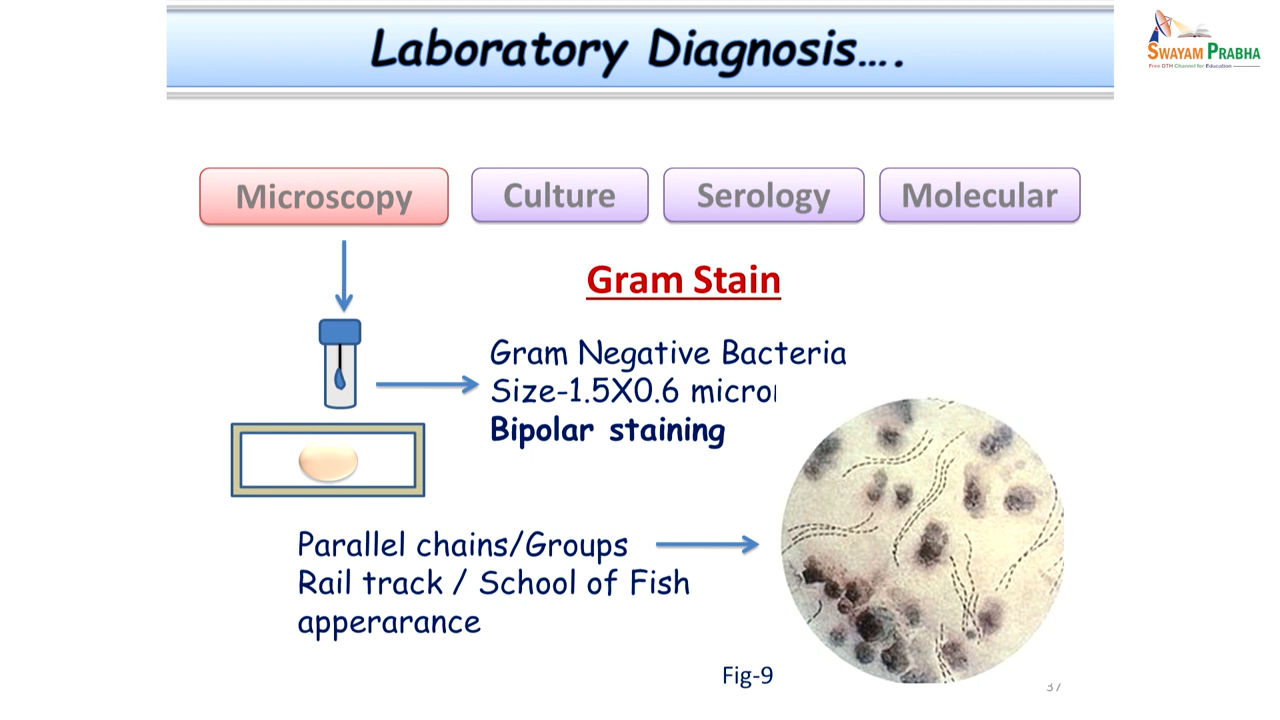 Laboratory Diagnosis….
SWAYAM PRABHA
Free DTH Channel for Education
Microscopy
Culture
Serology
Molecular
Gram Stain
Gram Negative Bacteria
Size-1.5X0.6 micron
Bipolar staining
Parallel chains/Groups
Rail track / School of Fish
apperarance
Fig-9
37